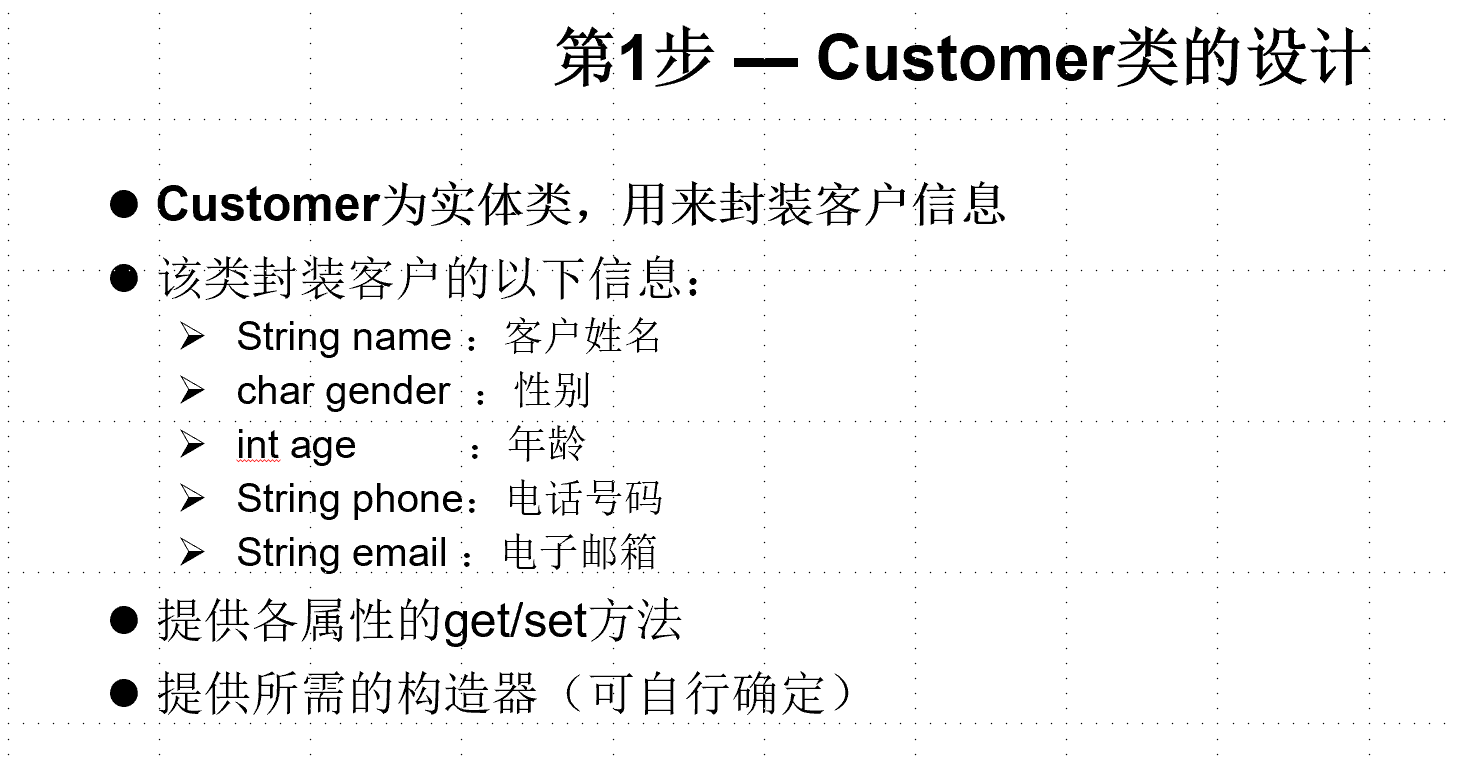 第1步 — Customer类的设计
Customer为实体类，用来封装客户信息
该类封装客户的以下信息：
String name ：客户姓名
char gender ：性别
int age ：年龄
String phone：电话号码
String email ：电子邮箱
提供各属性的get/set方法
提供所需的构造器（可自行确定）